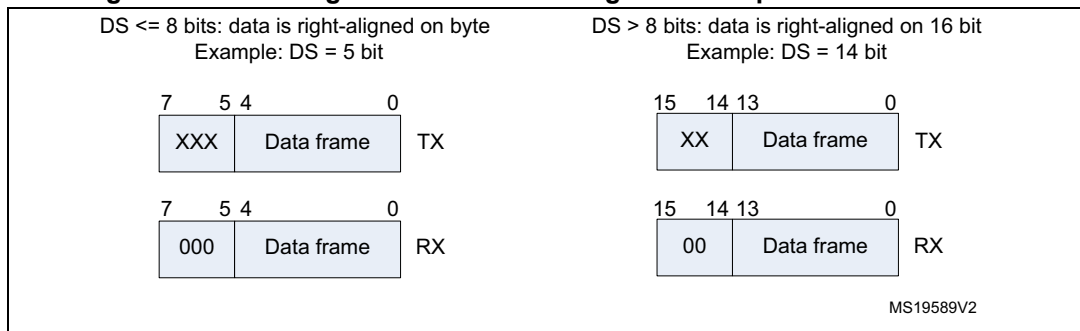 DS <= 8 bits: data is right-aligned on byte
Example: DS = 5 bit
7 5 4 0
XXX Data frame TX
7 5 4 0
000 Data frame RX
DS > 8 bits: data is right-aligned on 16 bit
Example: DS = 14 bit
15 14 13 0
XX Data frame TX
15 14 13 0
00 Data frame RX
MS19589V2